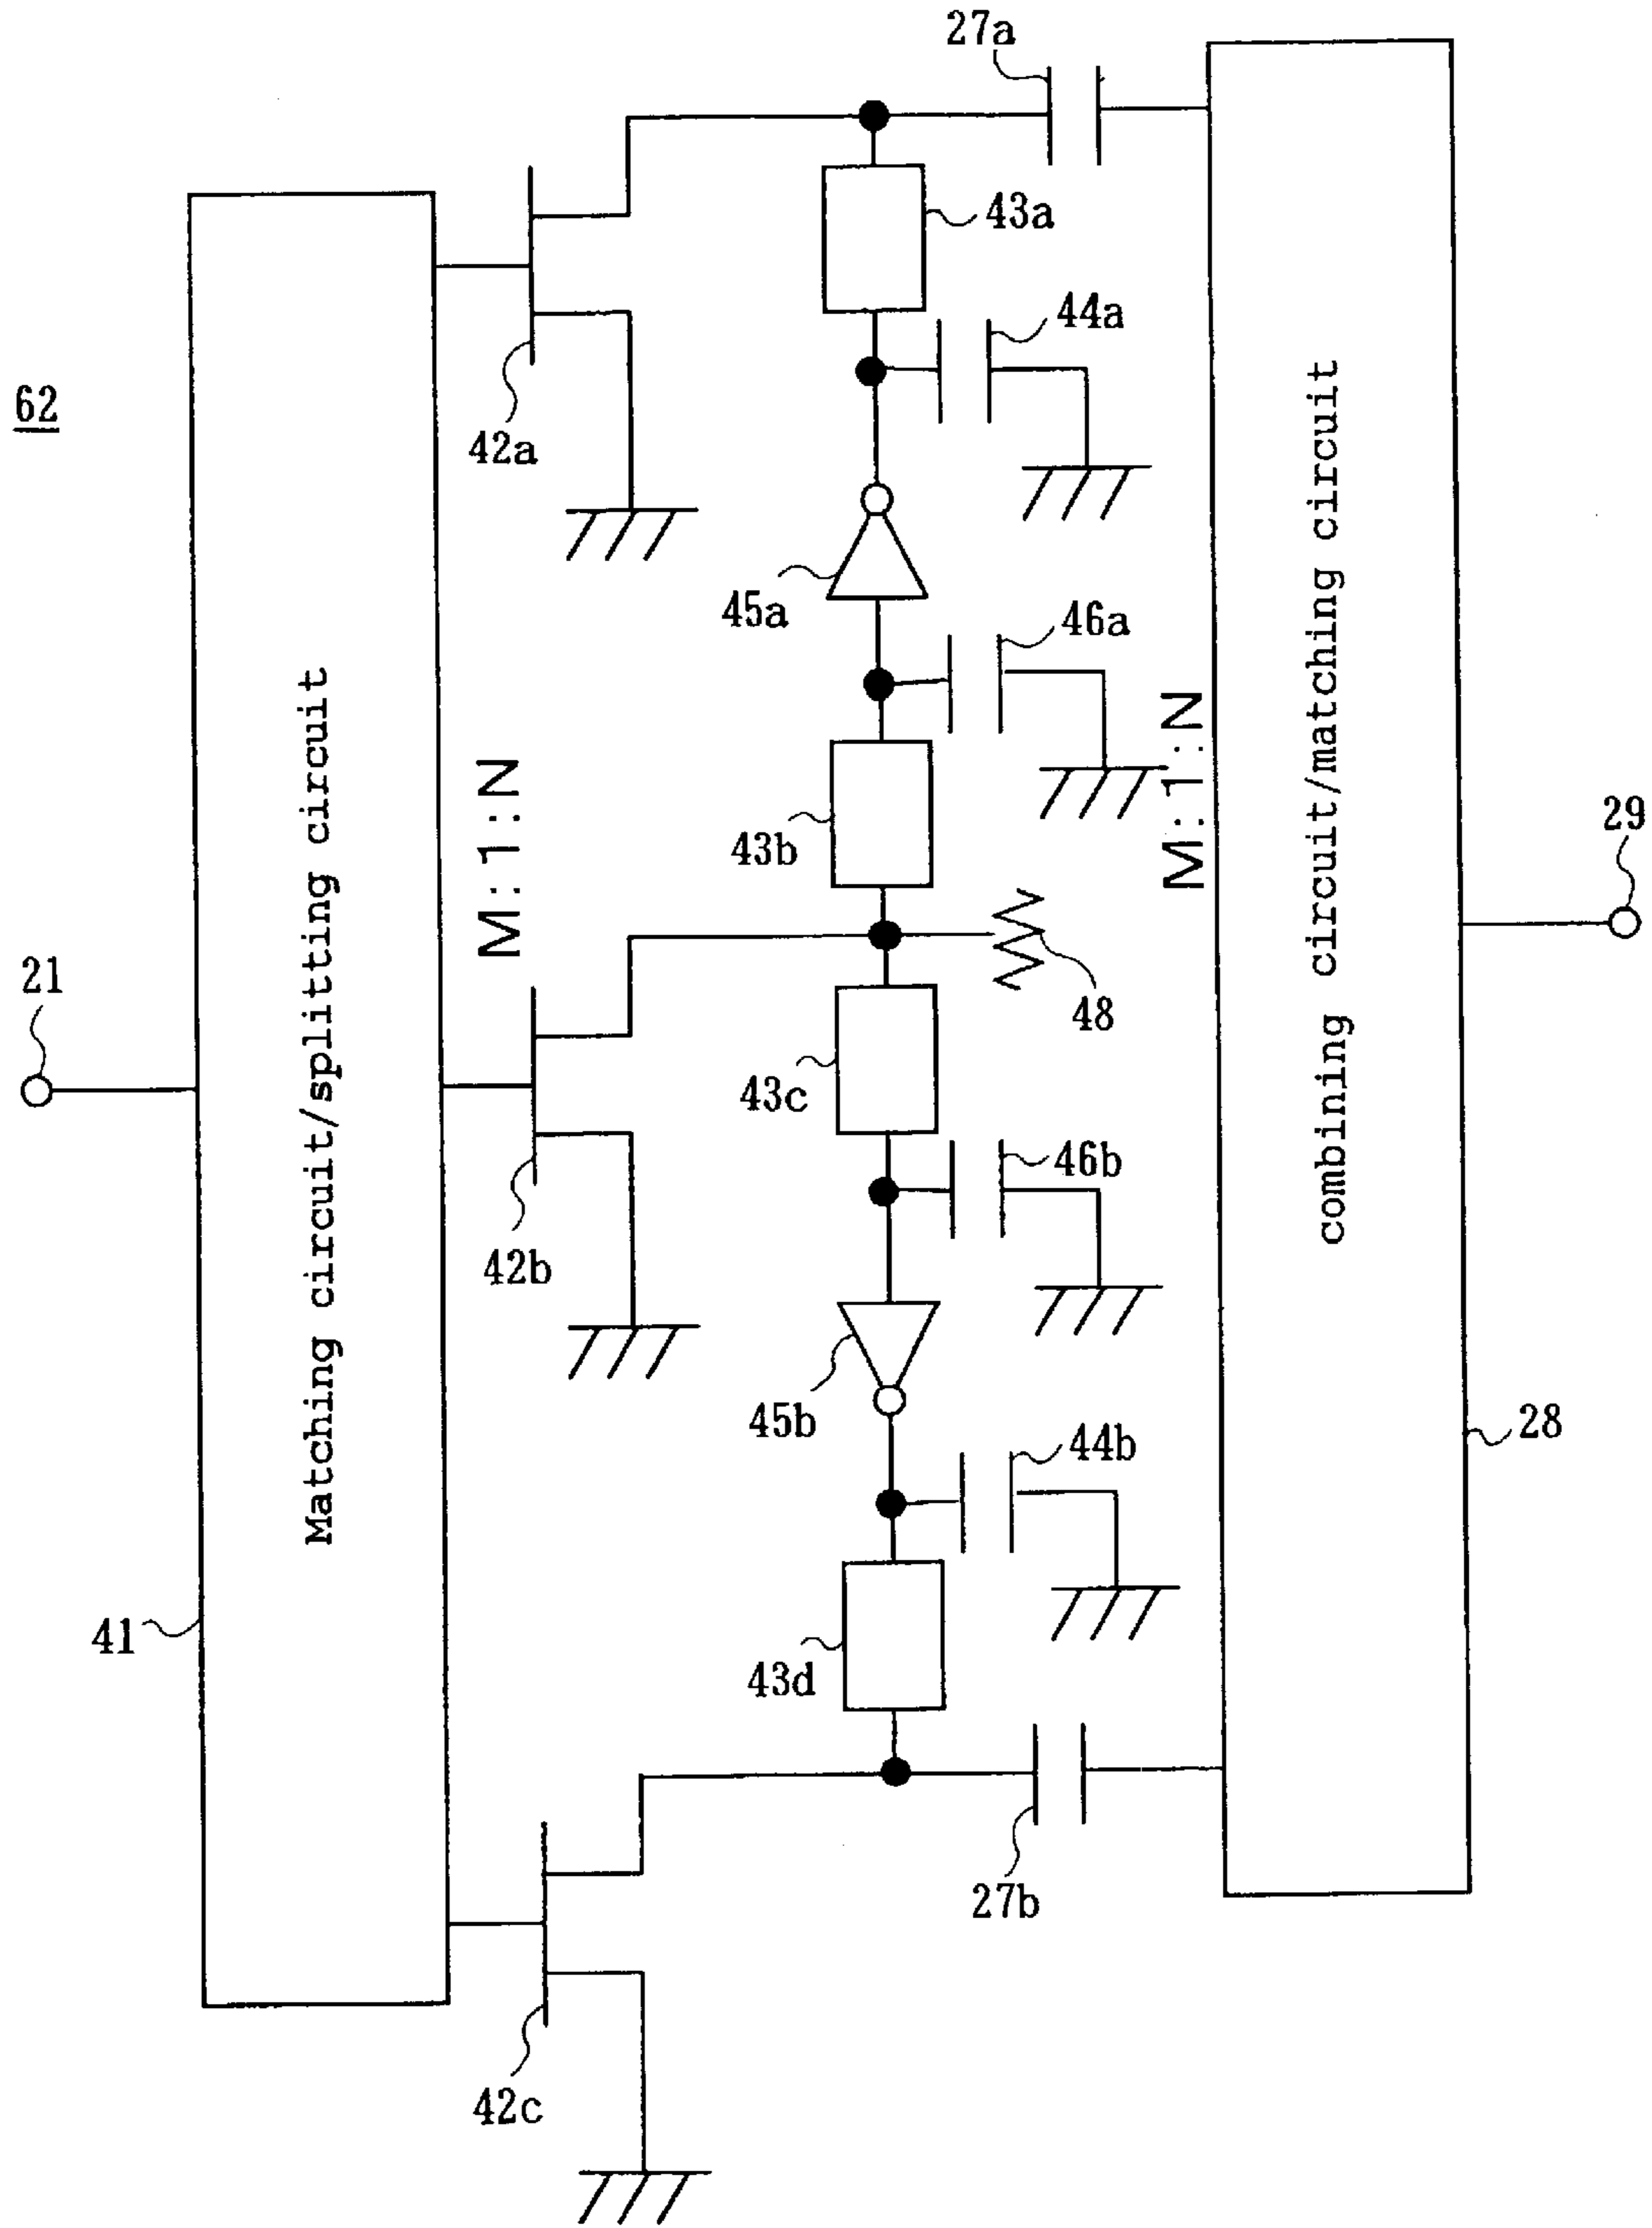 62
21
41
Matching circuit/splitting circuit
M:1:N
42a
42b
42c
27a
43a
44a
45a
46a
43b
48
43c
46b
45b
44b
43d
27b
M:1:N
combining circuit/matching circuit
28
29